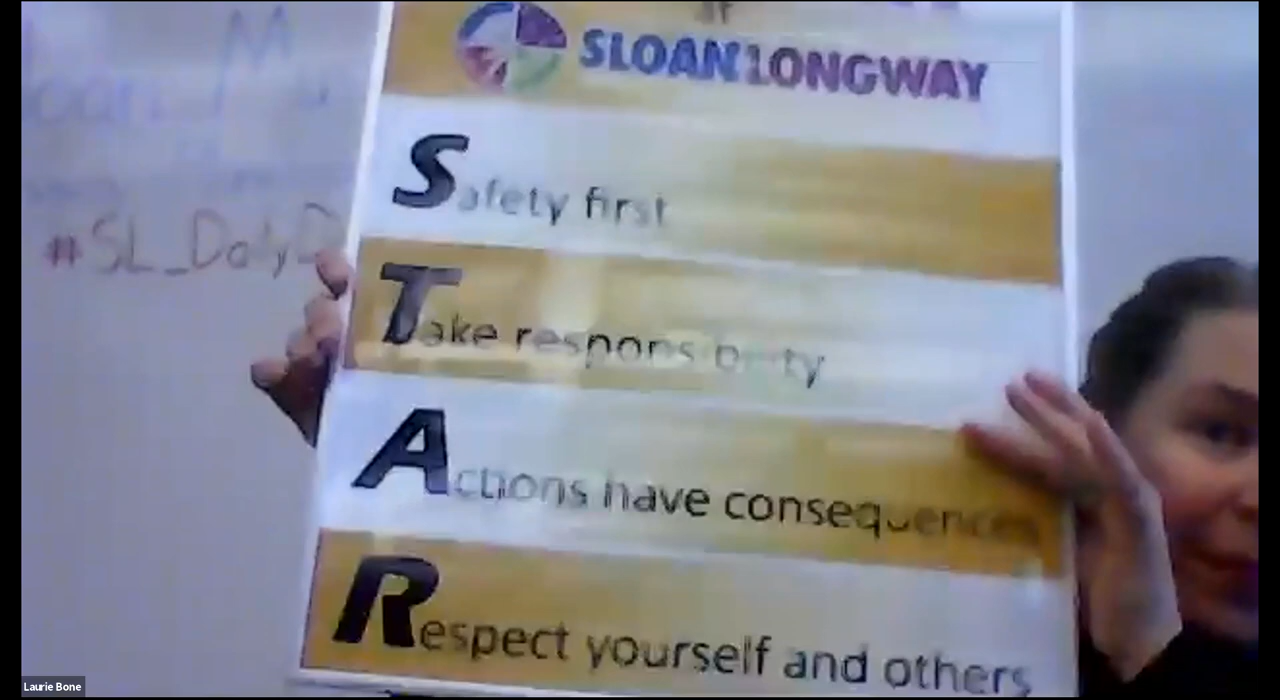 SLOAN LONGWAY
Safety first
Take responsibility
Actions have consequences
Respect yourself and others
#SL_Daily
Laurie Bone